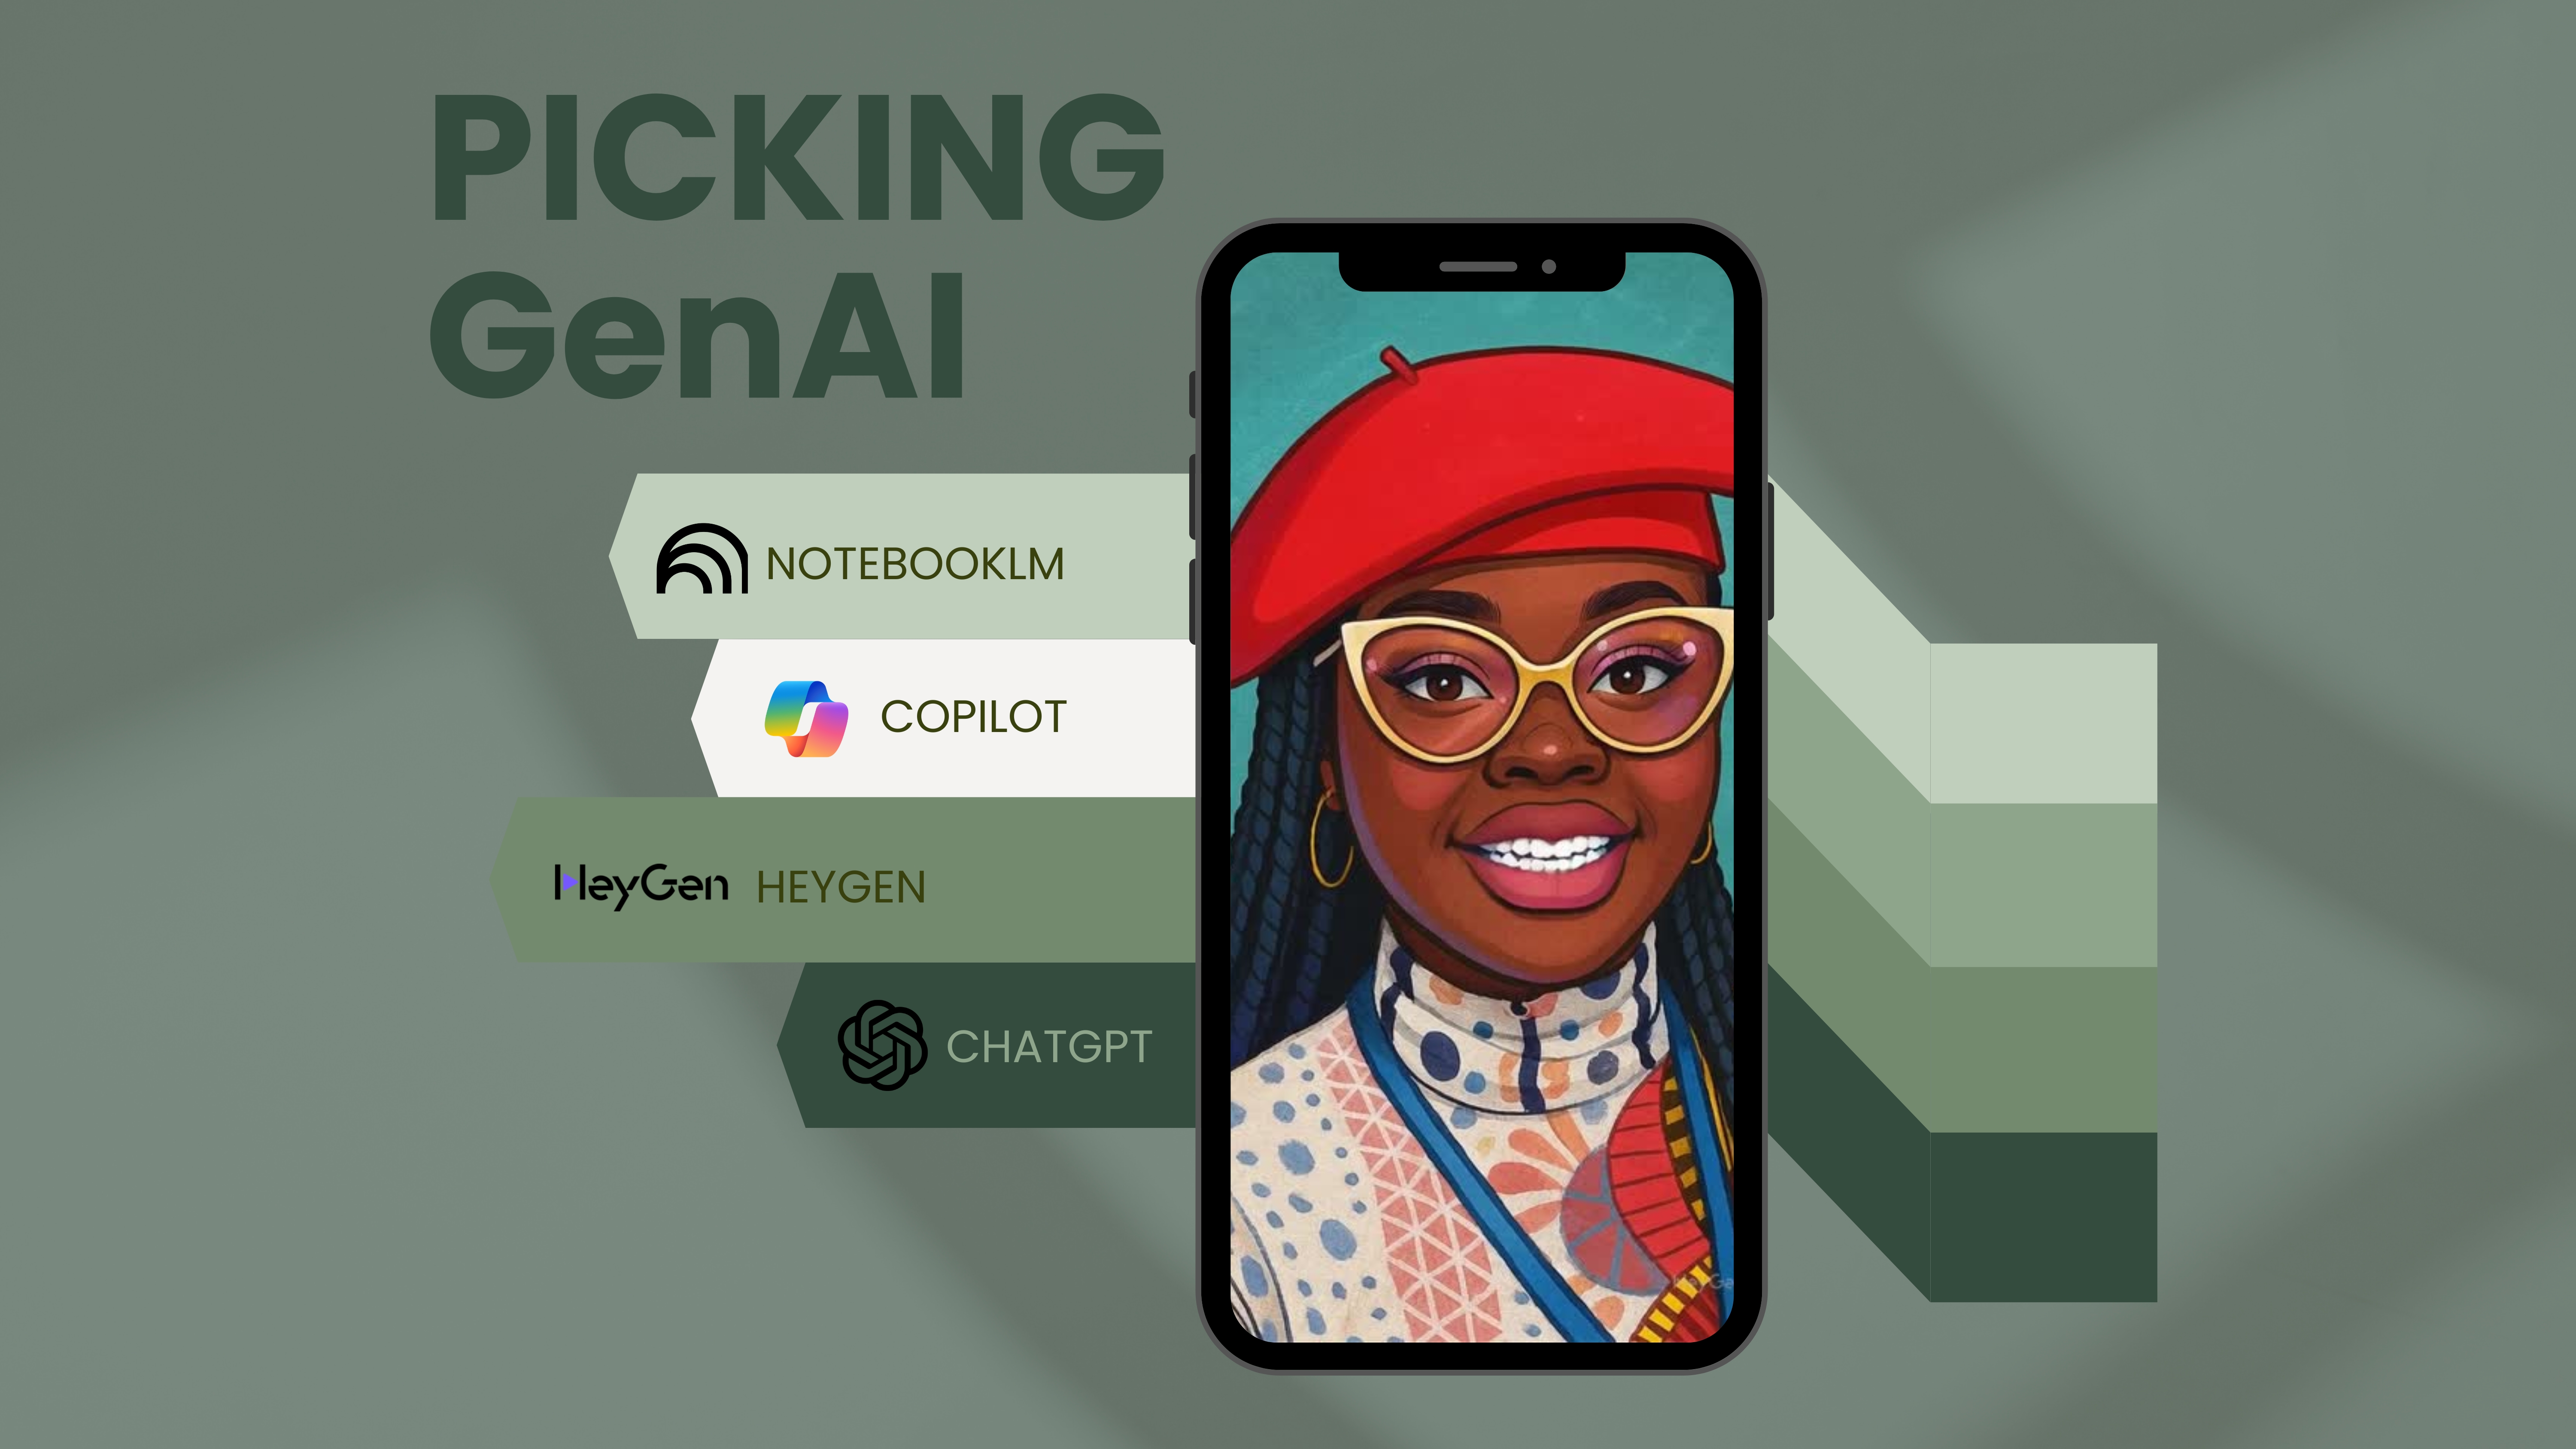 PICKING
GenAI
NOTEBOOKLM
COPILOT
HeyGen HEYGEN
CHATGPT